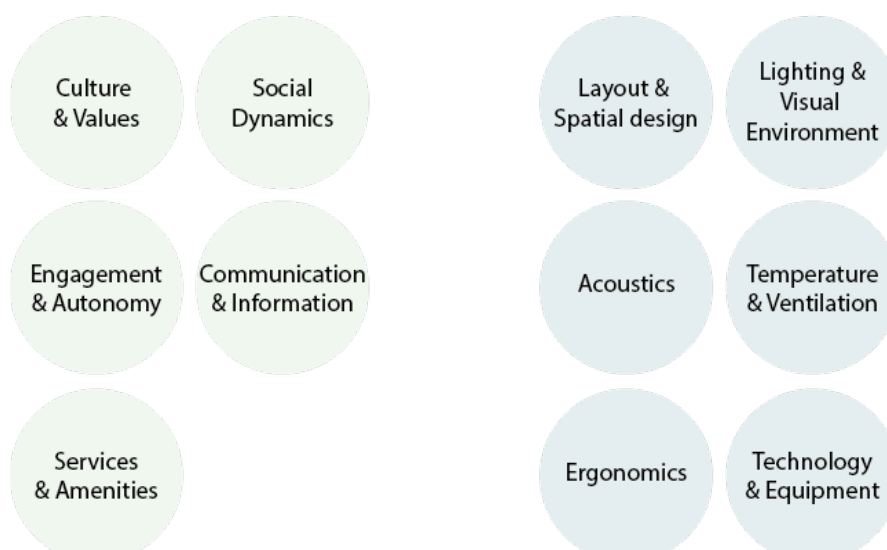 Culture
& Values
Social
Dynamics
Layout &
Spatial design
Lighting &
Visual
Environment
Engagement
& Autonomy
Communication
& Information
Acoustics
Temperature
& Ventilation
Services
& Amenities
Ergonomics
Technology
& Equipment